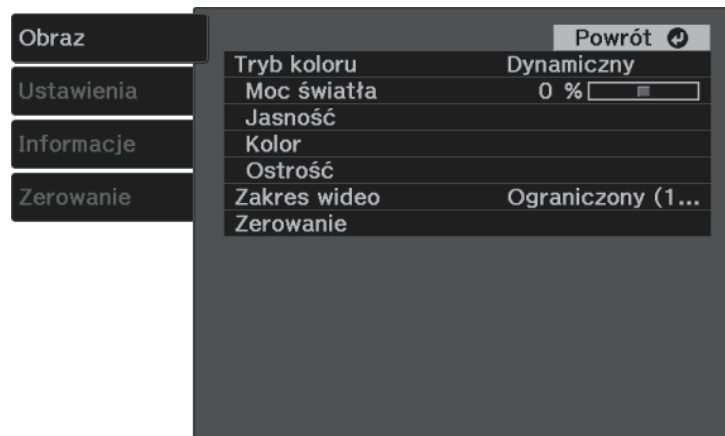 Obraz
Ustawienia
Informacje
Zerowanie
Powrót
Tryb koloru Dynamiczny
Moc światła 0 %
Jasność
Kolor
Ostrość
Zakres wideo Ograniczony (1...
Zerowanie